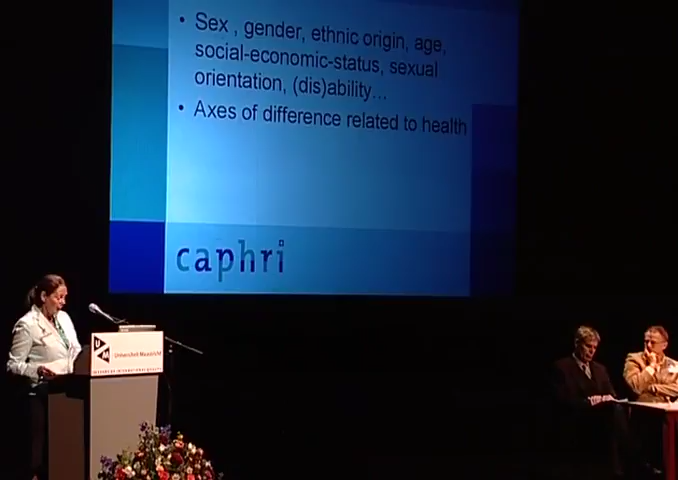 • Sex , gender, ethnic origin, age,
social-economic-status, sexual
orientation, (dis)ability…
• Axes of difference related to health
caphri
U
M
Universiteit Maastricht